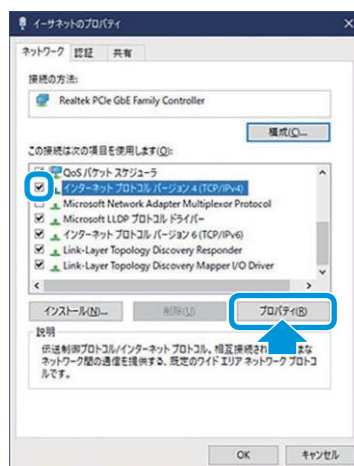 イーサネットのプロパティ
ネットワーク 認証 共有
接続の方法:
Realtek PCIe GbE Family Controller
構成(C)...
この接続は次の項目を使用します(O):
QoS パケット スケジューラ
インターネット プロトコル バージョン 4 (TCP/IPv4)
Microsoft Network Adapter Multiplexor Protocol
Microsoft LLDP プロトコル ドライバー
インターネット プロトコル バージョン 6 (TCP/IPv6)
Link-Layer Topology Discovery Responder
Link-Layer Topology Discovery Mapper I/O Driver
インストール(N)... 削除(U) プロパティ(R)
説明
伝送制御プロトコル/インターネット プロトコル。相互接続され まな
ネットワーク間の通信を提供する、既定のワイド エリア ネットワーク プロトコ
ルです。
OK キャンセル